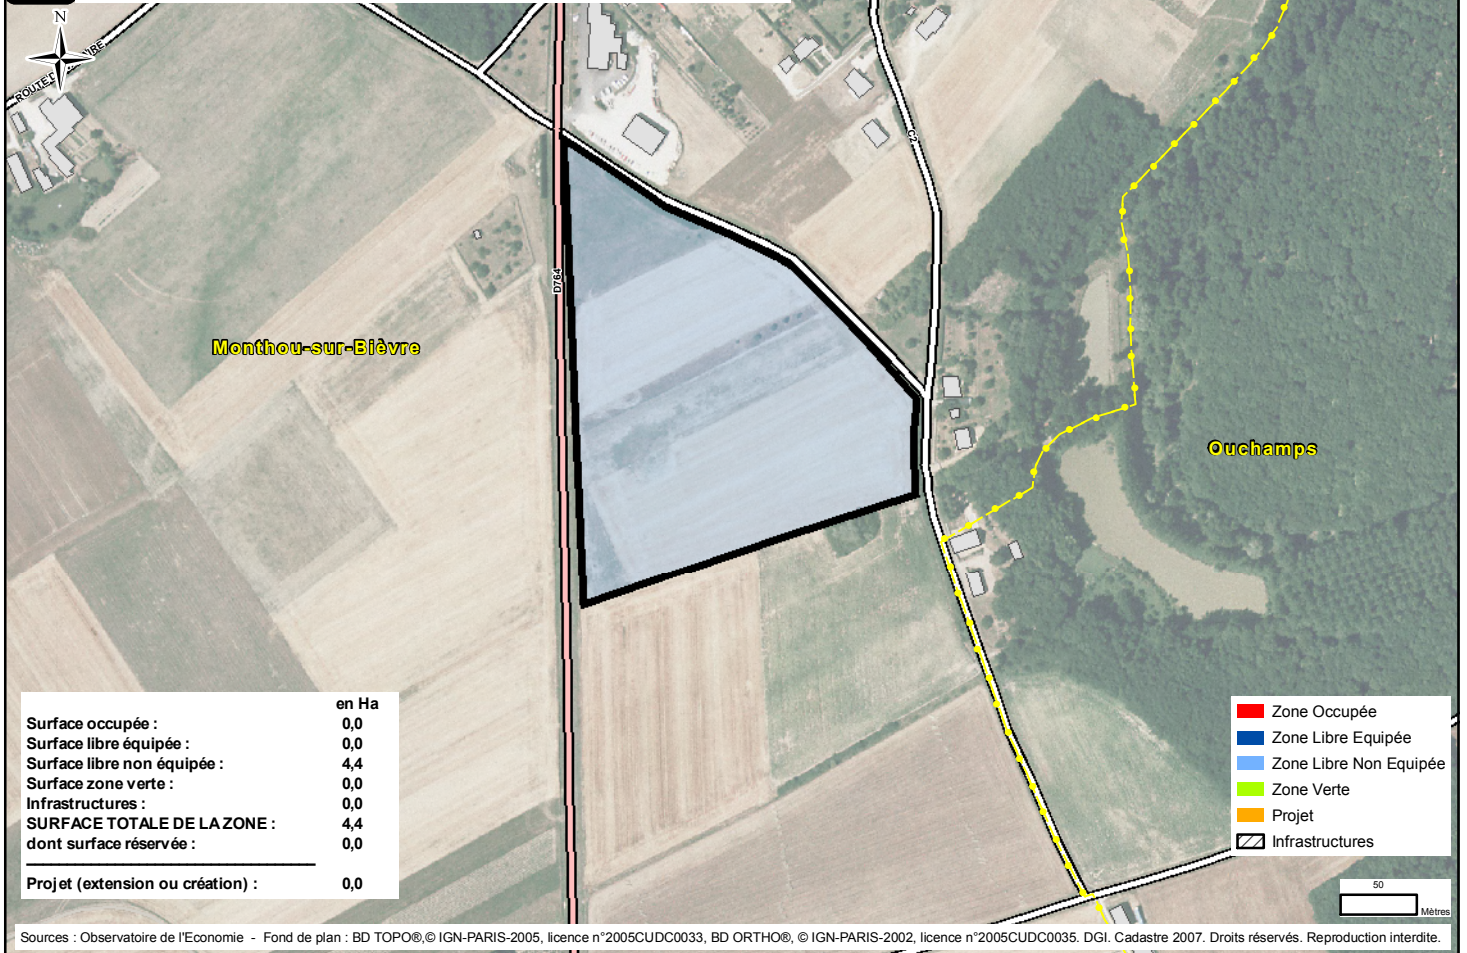 N
C2
D764
Monthou-sur-Bièvre
Ouchamps
en Ha
Surface occupée : 0,0
Surface libre équipée : 0,0
Surface libre non équipée : 4,4
Surface zone verte : 0,0
Infrastructures : 0,0
SURFACE TOTALE DE LA ZONE : 4,4
dont surface réservée : 0,0
Projet (extension ou création) : 0,0
Zone Occupée
Zone Libre Equipée
Zone Libre Non Equipée
Zone Verte
Projet
Infrastructures
50
Mètres
Sources : Observatoire de l'Economie - Fond de plan : BD TOPO®,© IGN-PARIS-2005, licence n°2005CUDC0033, BD ORTHO®, © IGN-PARIS-2002, licence n°2005CUDC0035. DGI. Cadastre 2007. Droits réservés. Reproduction interdite.